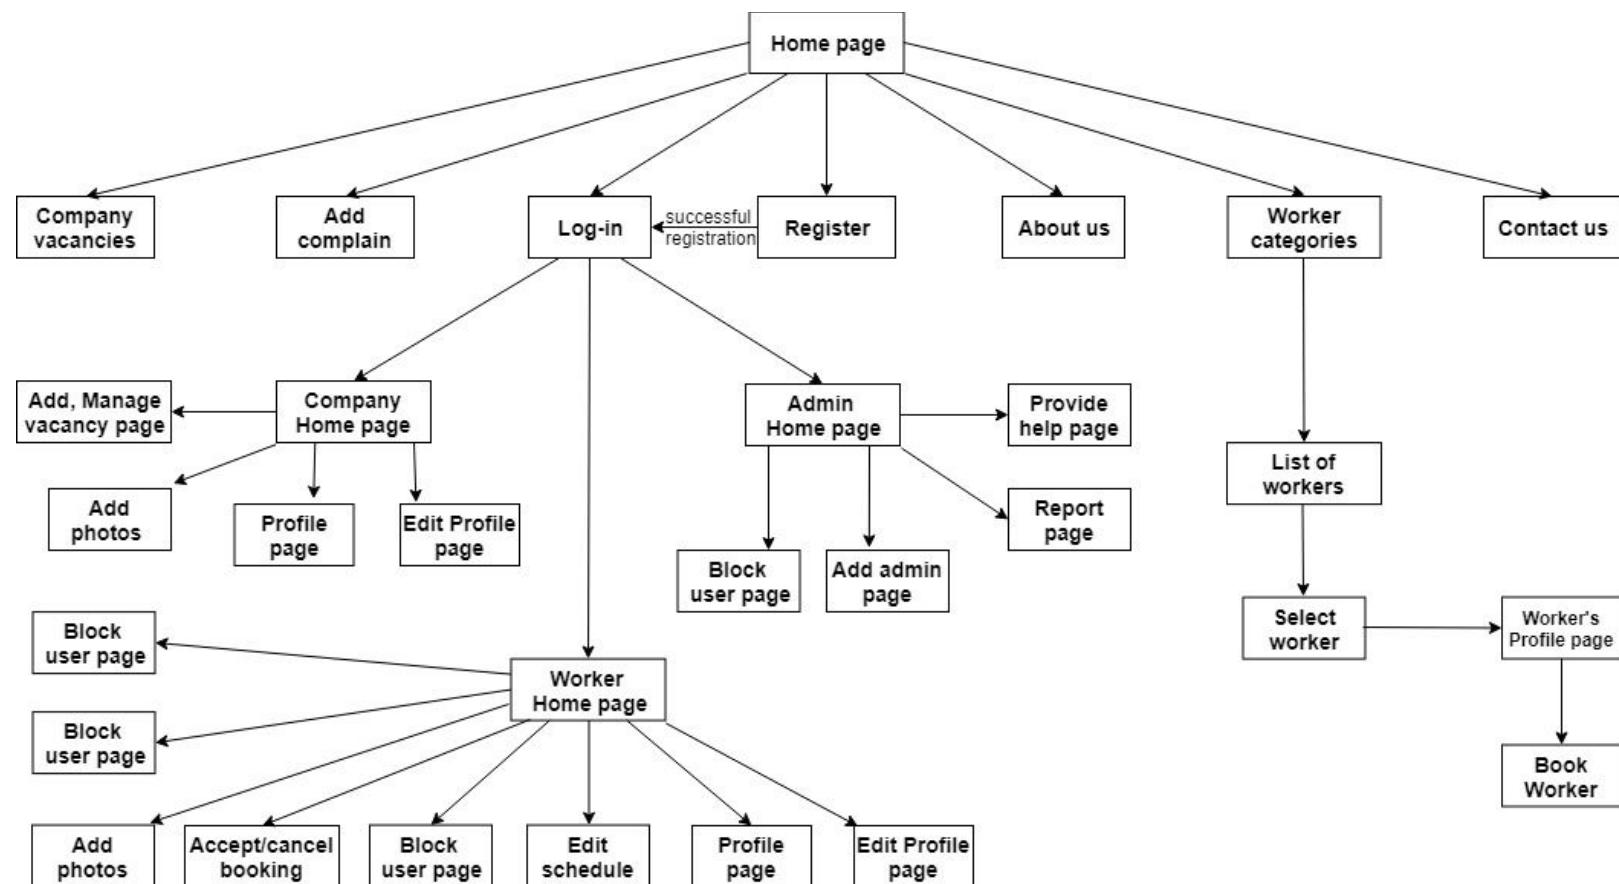 Home page
Company
vacancies
Add
complain
Log-in
successful
registration
Register
About us
Worker
categories
Contact us
Add, Manage
vacancy page
Company
Home page
Admin
Home page
Provide
help page
Add
photos
Profile
page
Edit Profile
page
Block
user page
Add admin
page
Report
page
List of
workers
Select
worker
Worker's
Profile page
Book
Worker
Block
user page
Worker
Home page
Block
user page
Add
photos
Accept/cancel
booking
Block
user page
Edit
schedule
Profile
page
Edit Profile
page